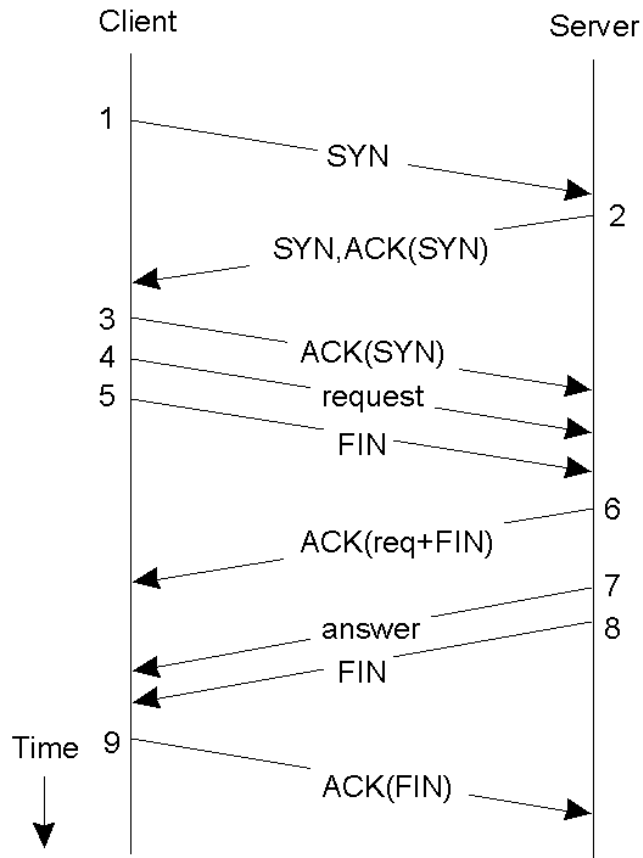 Client
Server
1
SYN
2
SYN,ACK(SYN)
3
ACK(SYN)
4
request
5
FIN
6
ACK(req+FIN)
7
answer
8
FIN
9
Time
ACK(FIN)